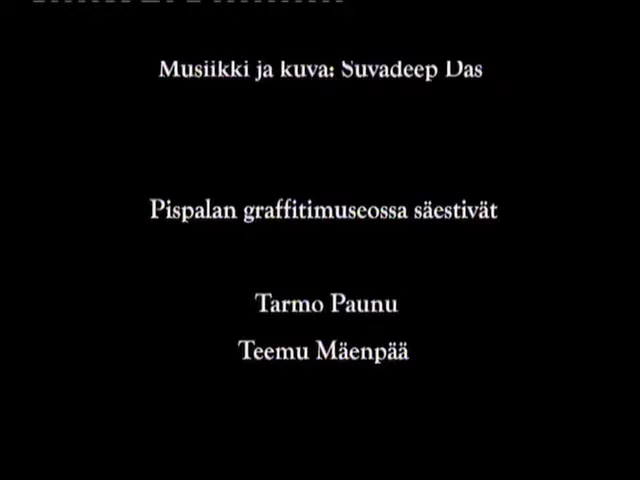 Musiikki ja kuva: Suvadeep Das
Pispalan graffitimuseossa säestivät
Tarmo Paunu
Teemu Mäenpää